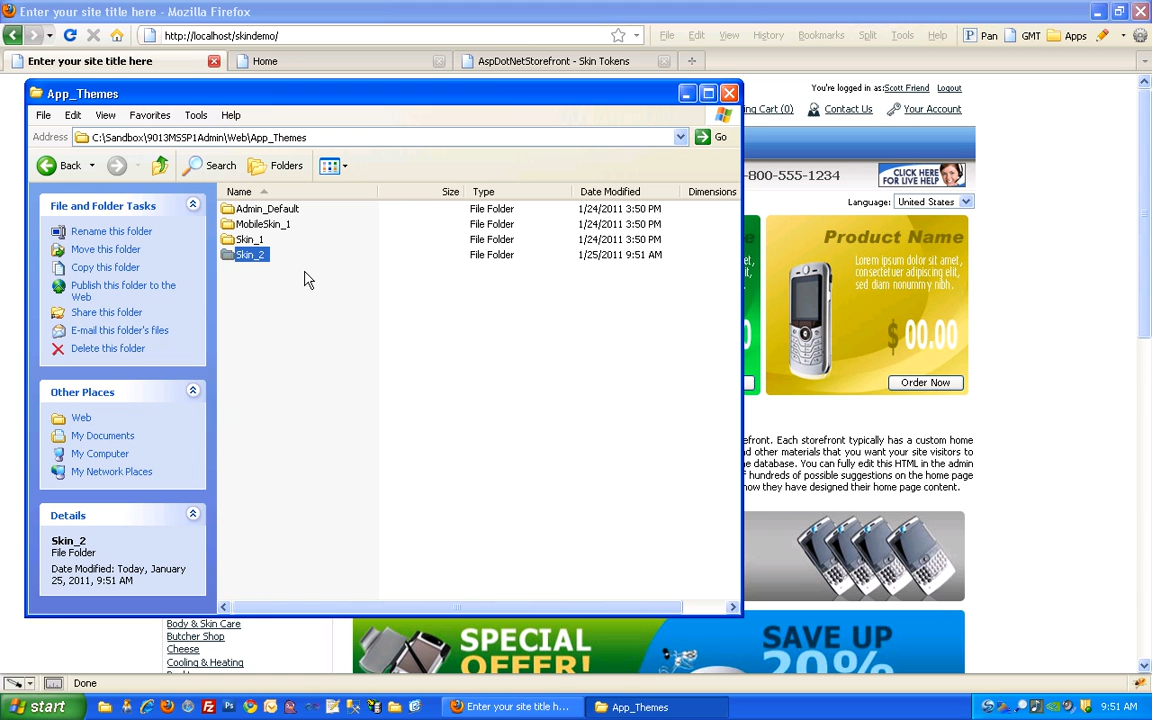 Enter your site title here - Mozilla Firefox
http://localhost/skindemo/
File Edit View History Bookmarks Split Tools Help
Pan GMT Apps
Enter your site title here
Home
AspDotNetStorefront - Skin Tokens
App_Themes
File Edit View Favorites Tools Help
Address C:\Sandbox\9013MSSP1Admin\Web\App_Themes Go
Back Search Folders
Name Size Type Date Modified Dimensions
Admin_Default File Folder 1/24/2011 3:50 PM
MobileSkin_1 File Folder 1/24/2011 3:50 PM
Skin_1 File Folder 1/24/2011 3:50 PM
Skin_2 File Folder 1/25/2011 9:51 AM
File and Folder Tasks
Rename this folder
Move this folder
Copy this folder
Publish this folder to the
Web
Share this folder
E-mail this folder's files
Delete this folder
Other Places
Web
My Documents
My Computer
My Network Places
Details
Skin_2
File Folder
Date Modified: Today, January
25, 2011, 9:51 AM
You're logged in as:Scott Friend Logout
Cart (0) Contact Us Your Account
-800-555-1234
CLICK HERE
FOR LIVE HELP
Language: United States
Product Name
Lorem ipsum dolor sit amet,
consectetuer adipiscing elit,
sed diam nonummy nibh.
$ 00.00
Order Now
efront. Each storefront typically has a custom home
d other materials that you want your site visitors to
e database. You can fully edit this HTML in the admin
f hundreds of possible suggestions on the home page
now they have designed their home page content.
Body & Skin Care
Butcher Shop
Cheese
Cooling & Heating
SPECIAL
OFFER!
SAVE UP
20%
Done
start
Enter your site title h...
App_Themes
9:51 AM